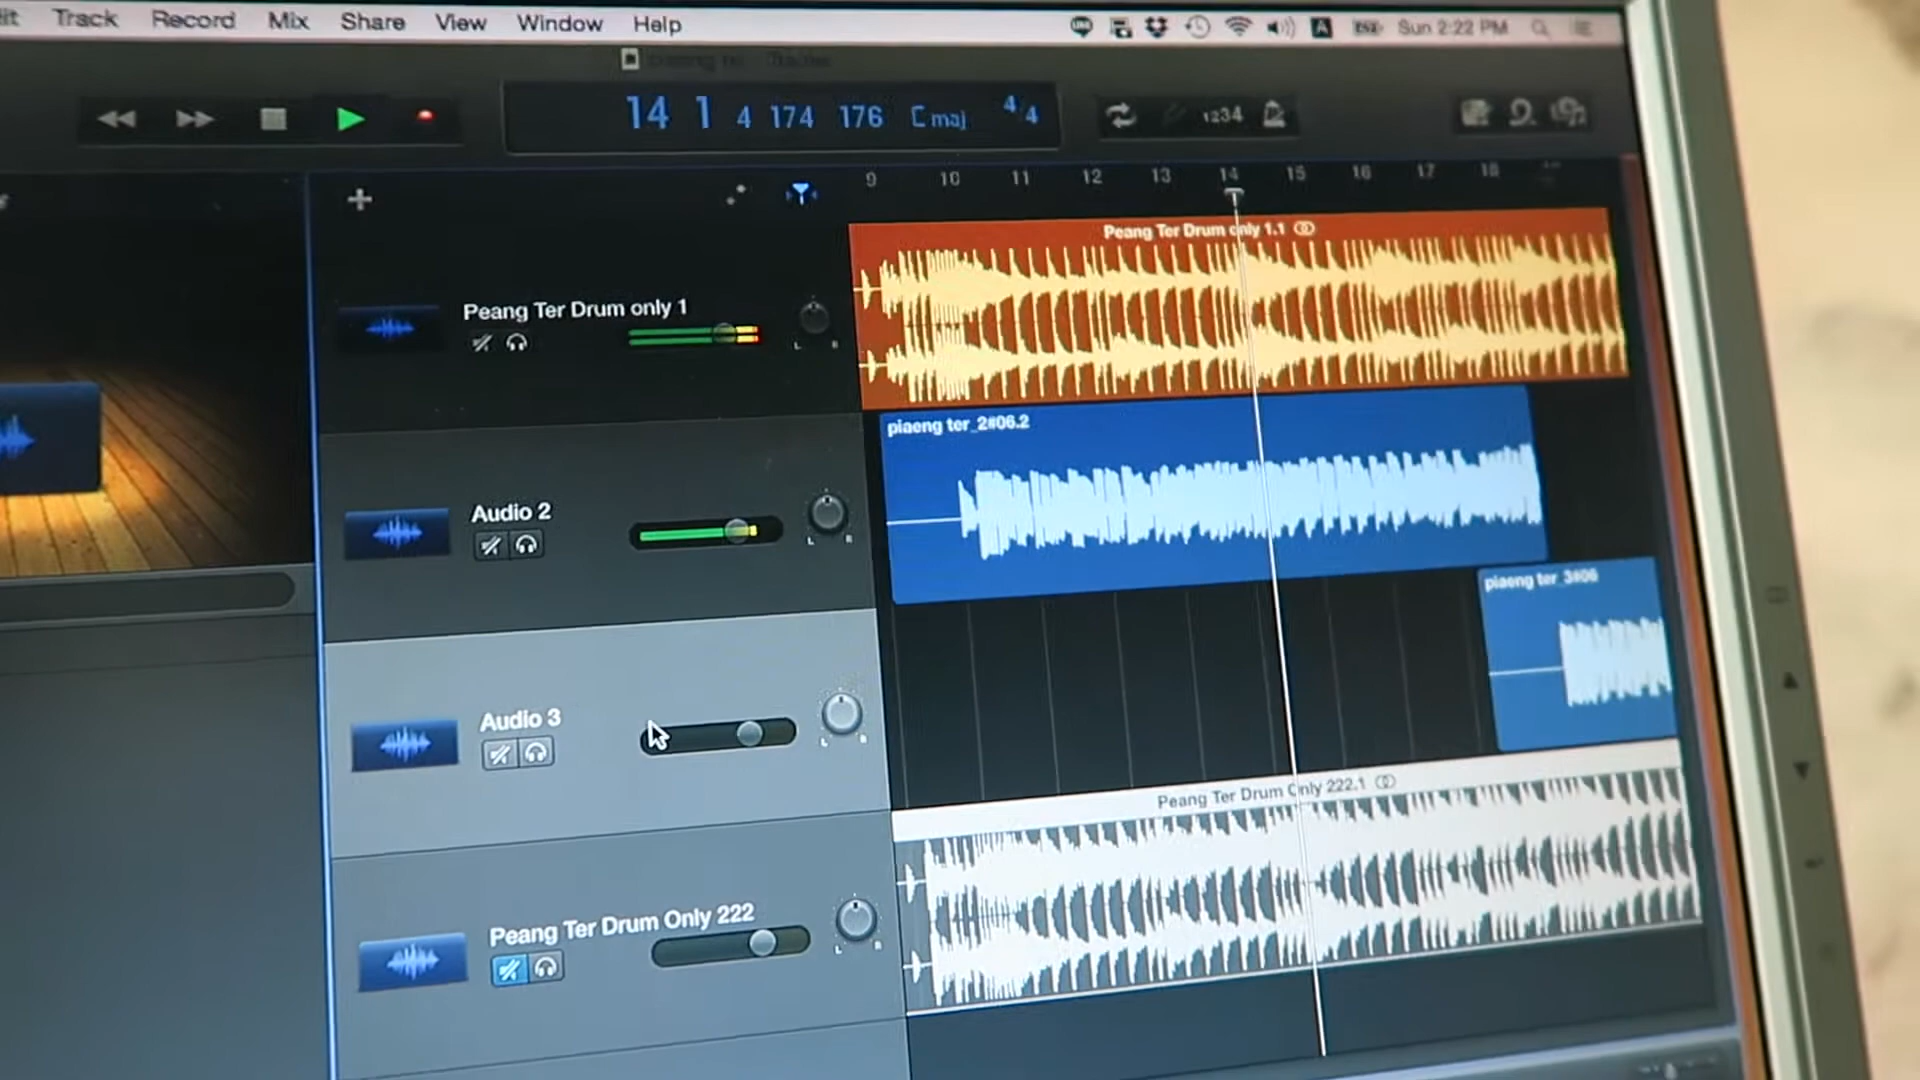 Track Record Mix Share View Window Help Sun 2:22 PM
14 1 4 174 176 C maj 4/4 1234
9 10 11 12 13 14 15 16 17 18
Peang Ter Drum only 1.1
Peang Ter Drum only 1
L R
piaeng ter_2#06.2
Audio 2
L R
piaeng ter_3#06
Audio 3
L R
Peang Ter Drum Only 222.1
Peang Ter Drum Only 222
L R